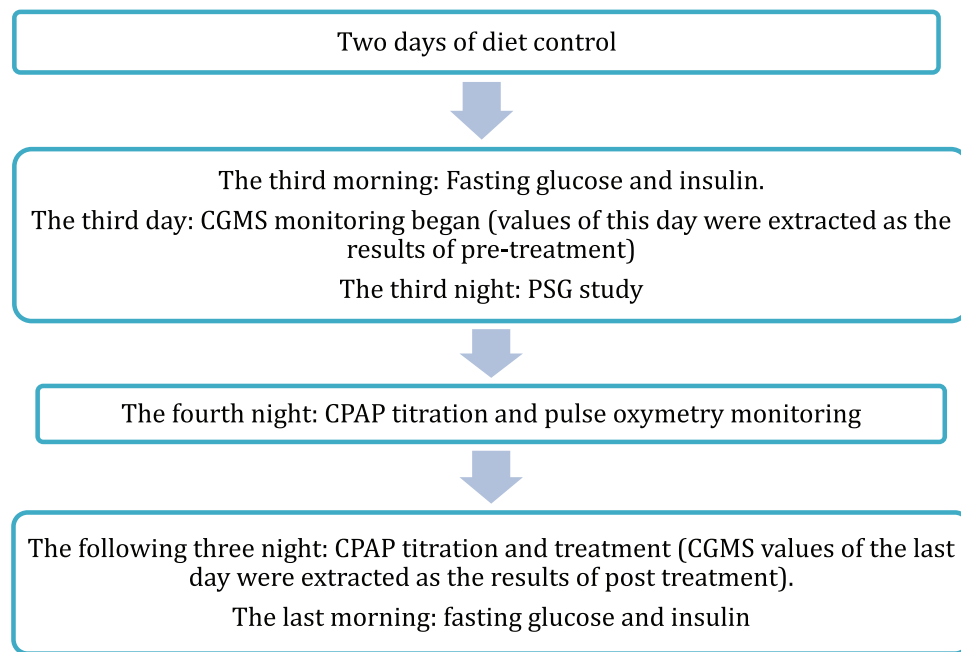 Two days of diet control
The third morning: Fasting glucose and insulin.
The third day: CGMS monitoring began (values of this day were extracted as the
results of pre-treatment)
The third night: PSG study
The fourth night: CPAP titration and pulse oxymetry monitoring
The following three night: CPAP titration and treatment (CGMS values of the last
day were extracted as the results of post treatment).
The last morning: fasting glucose and insulin